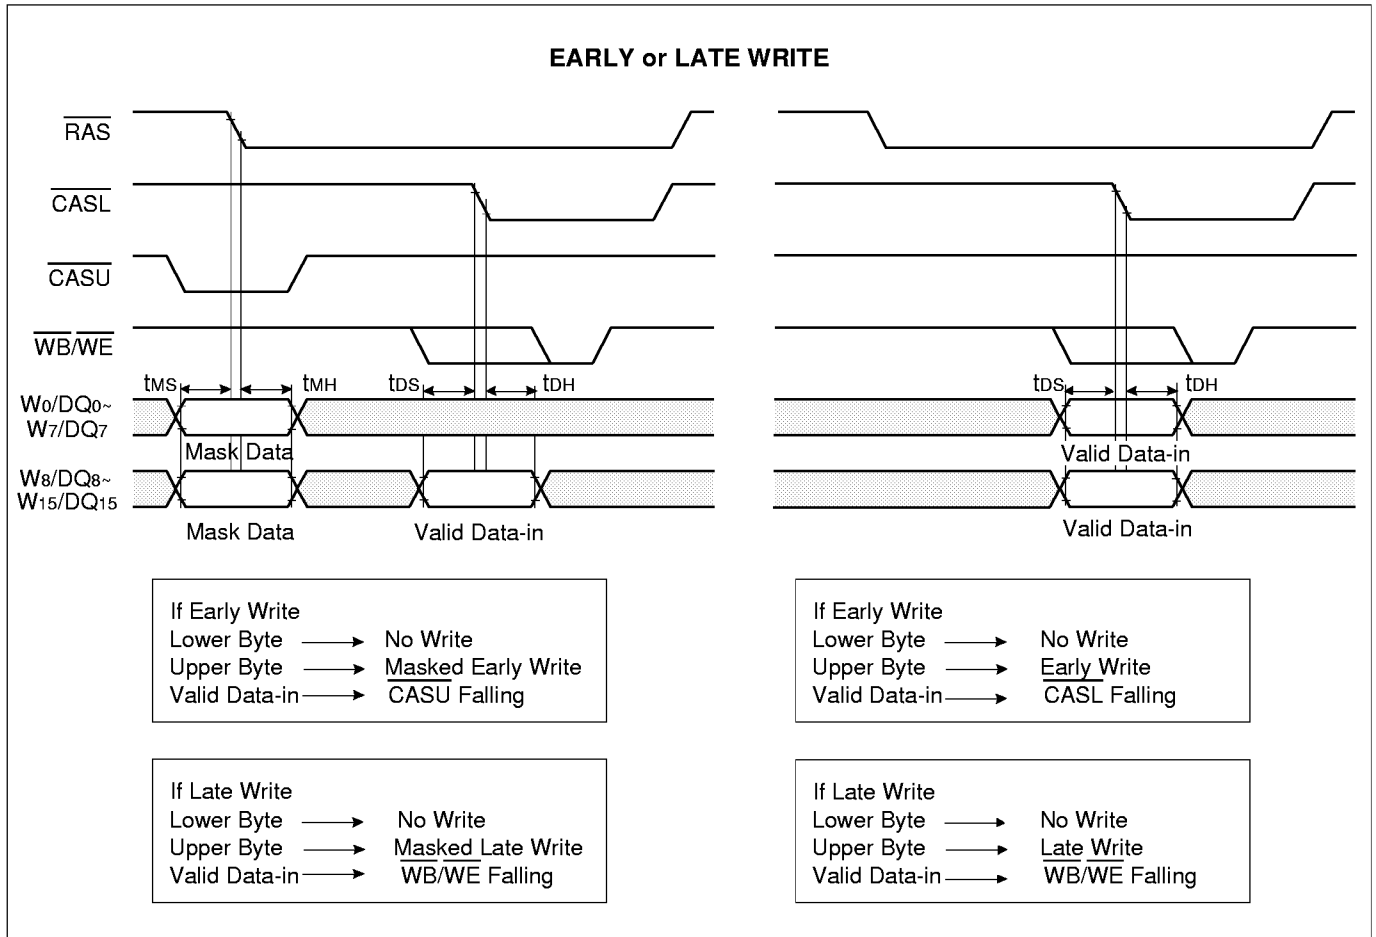 EARLY or LATE WRITE
RAS
CASL
CASU
WB/WE
tMS tMH tDS tDH tDS tDH
W0/DQ0~
W7/DQ7
Mask Data Valid Data-in
W8/DQ8~
W15/DQ15
Mask Data Valid Data-in Valid Data-in
If Early Write
Lower Byte No Write
Upper Byte Masked Early Write
Valid Data-in CASU Falling
If Early Write
Lower Byte No Write
Upper Byte Early Write
Valid Data-in CASL Falling
If Late Write
Lower Byte No Write
Upper Byte Masked Late Write
Valid Data-in WB/WE Falling
If Late Write
Lower Byte No Write
Upper Byte Late Write
Valid Data-in WB/WE Falling